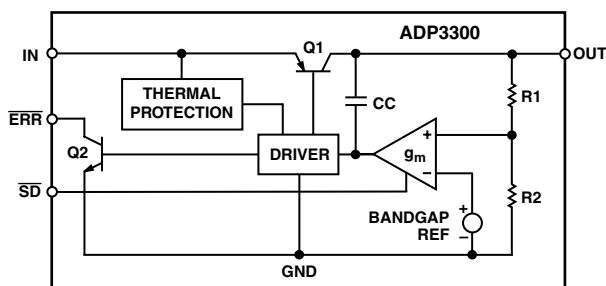 ADP3300
Q1
IN
OUT
THERMAL
PROTECTION
CC
R1
ERR
Q2
DRIVER
gm
+
−
SD
R2
BANDGAP
REF
+
−
GND